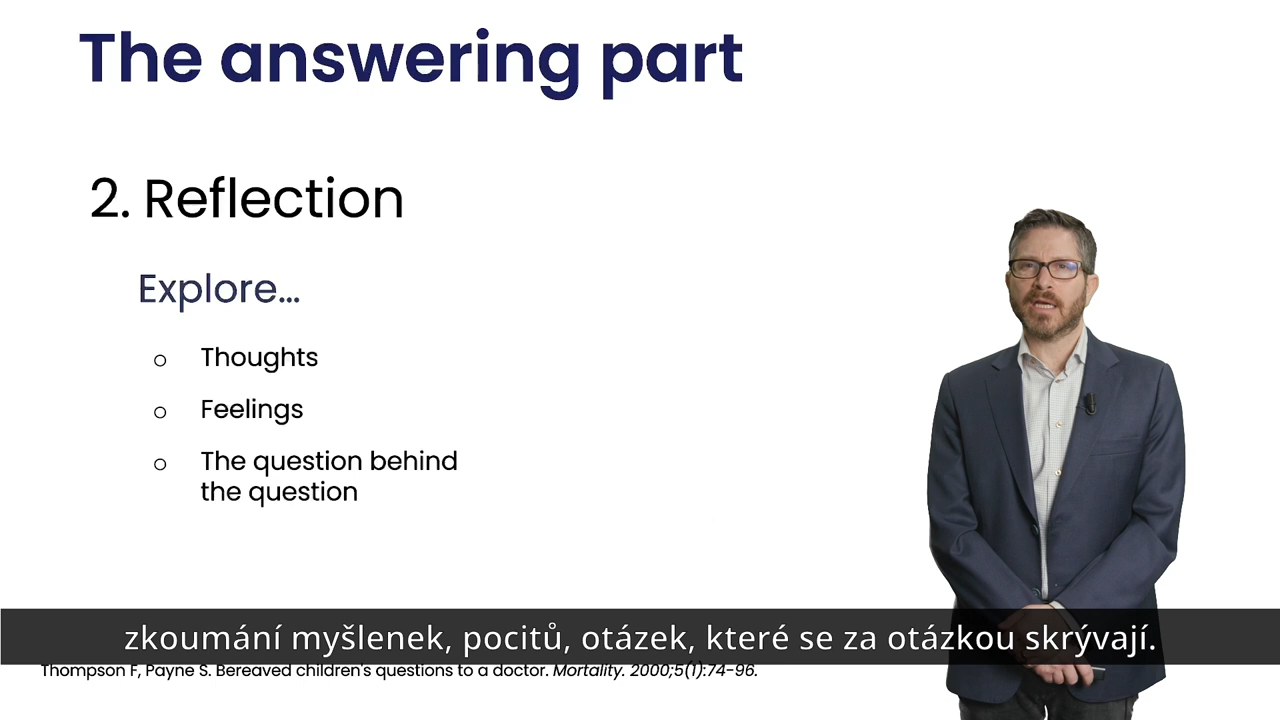 The answering part
2. Reflection
Explore...
o Thoughts
o Feelings
o The question behind
the question
zkoumání myšlenek, pocitů, otázek, které se za otázkou skrývají.
Thompson F, Payne S. Bereaved children's questions to a doctor. Mortality. 2000;5(1):74-96.